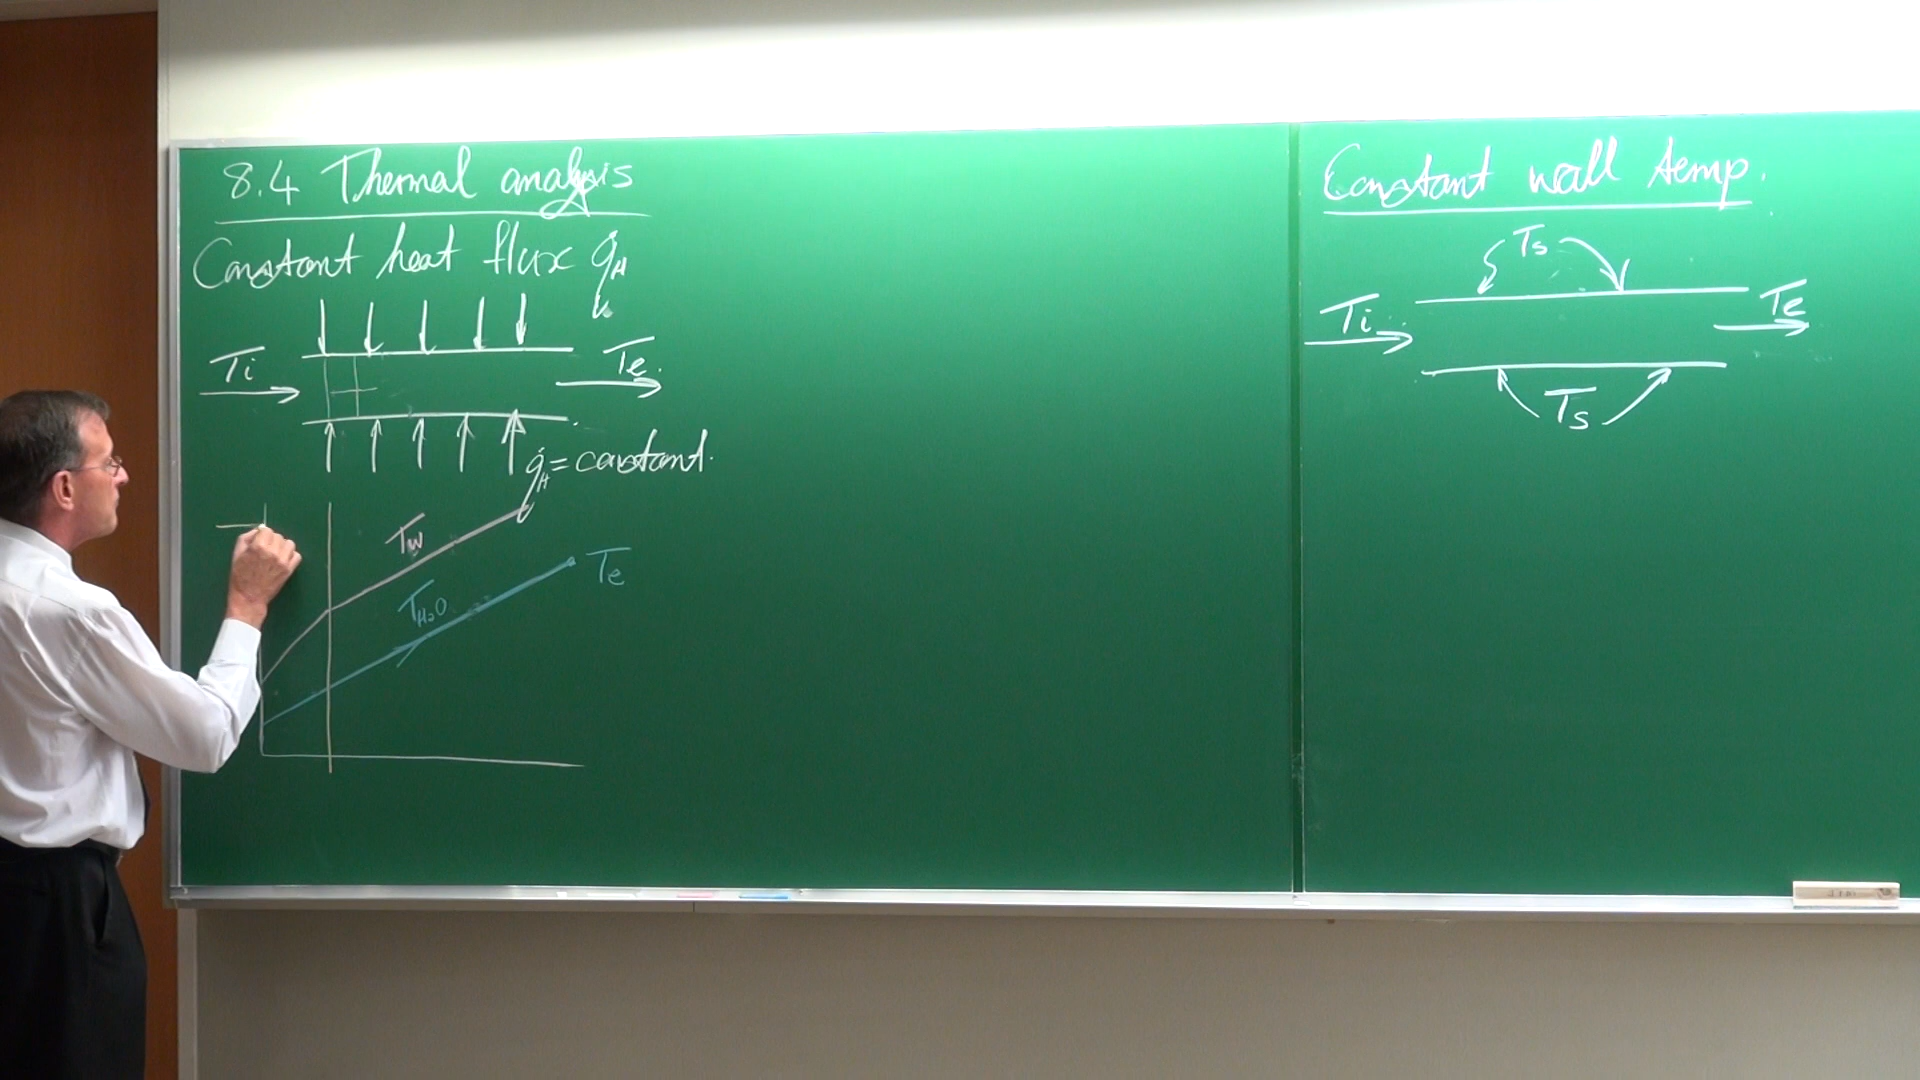 8.4 Thermal analysis
Constant heat flux q̇H
Ti
Te.
q̇H = constant.
Tw
TH₂O
Te
Constant wall temp.
Ts
Ti
Te
Ts